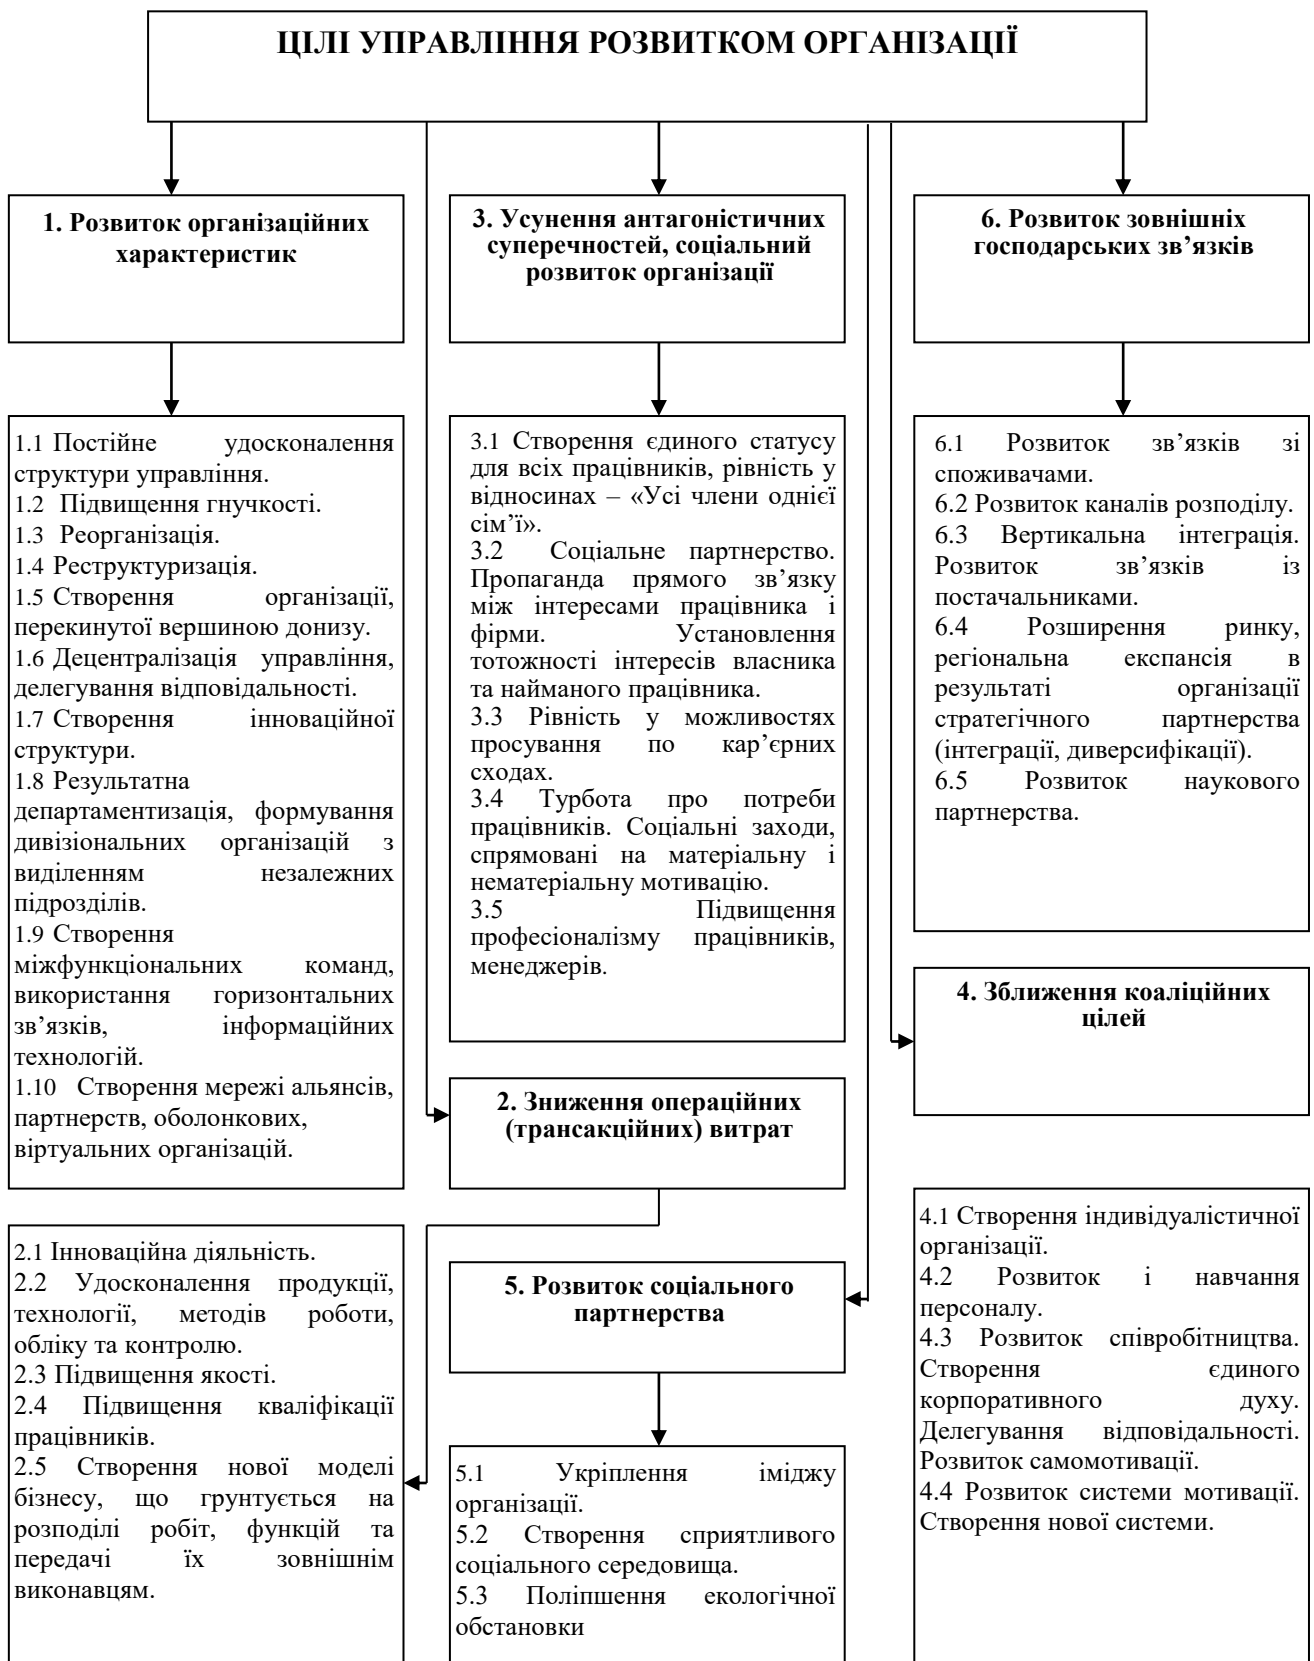 ЦІЛІ УПРАВЛІННЯ РОЗВИТКОМ ОРГАНІЗАЦІЇ
1. Розвиток організаційних
характеристик
3. Усунення антагоністичних
суперечностей, соціальний
розвиток організації
6. Розвиток зовнішніх
господарських зв’язків
1.1 Постійне удосконалення
структури управління.
1.2 Підвищення гнучкості.
1.3 Реорганізація.
1.4 Реструктуризація.
1.5 Створення організації,
перекинутої вершиною донизу.
1.6 Децентралізація управління,
делегування відповідальності.
1.7 Створення інноваційної
структури.
1.8 Результатна
департаментизація, формування
дивізіональних організацій з
виділенням незалежних
підрозділів.
1.9 Створення
міжфункціональних команд,
використання горизонтальних
зв’язків, інформаційних
технологій.
1.10 Створення мережі альянсів,
партнерств, оболонкових,
віртуальних організацій.
3.1 Створення єдиного статусу
для всіх працівників, рівність у
відносинах – «Усі члени однієї
сім’ї».
3.2 Соціальне партнерство.
Пропаганда прямого зв’язку
між інтересами працівника і
фірми. Установлення
тотожності інтересів власника
та найманого працівника.
3.3 Рівність у можливостях
просування по кар’єрних
сходах.
3.4 Турбота про потреби
працівників. Соціальні заходи,
спрямовані на матеріальну і
нематеріальну мотивацію.
3.5 Підвищення
професіоналізму працівників,
менеджерів.
6.1 Розвиток зв’язків зі
споживачами.
6.2 Розвиток каналів розподілу.
6.3 Вертикальна інтеграція.
Розвиток зв’язків із
постачальниками.
6.4 Розширення ринку,
регіональна експансія в
результаті організації
стратегічного партнерства
(інтеграції, диверсифікації).
6.5 Розвиток наукового
партнерства.
4. Зближення коаліційних
цілей
2. Зниження операційних
(трансакційних) витрат
2.1 Інноваційна діяльність.
2.2 Удосконалення продукції,
технології, методів роботи,
обліку та контролю.
2.3 Підвищення якості.
2.4 Підвищення кваліфікації
працівників.
2.5 Створення нової моделі
бізнесу, що грунтується на
розподілі робіт, функцій та
передачі їх зовнішнім
виконавцям.
5. Розвиток соціального
партнерства
5.1 Укріплення іміджу
організації.
5.2 Створення сприятливого
соціального середовища.
5.3 Поліпшення екологічної
обстановки
4.1 Створення індивідуалістичної
організації.
4.2 Розвиток і навчання
персоналу.
4.3 Розвиток співробітництва.
Створення єдиного
корпоративного духу.
Делегування відповідальності.
Розвиток самомотивації.
4.4 Розвиток системи мотивації.
Створення нової системи.